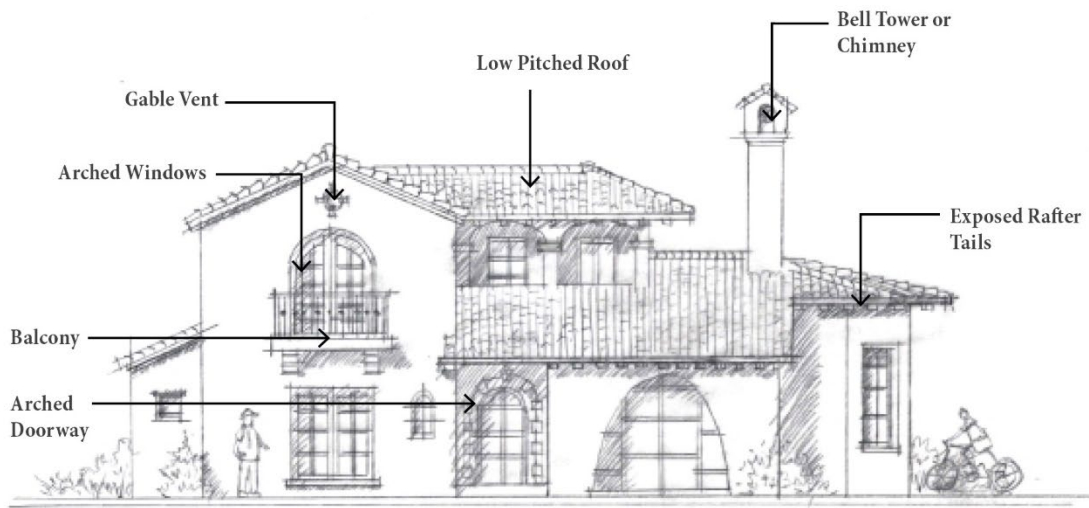 Bell Tower or
Chimney
Low Pitched Roof
Gable Vent
Arched Windows
Exposed Rafter
Tails
Balcony
Arched
Doorway